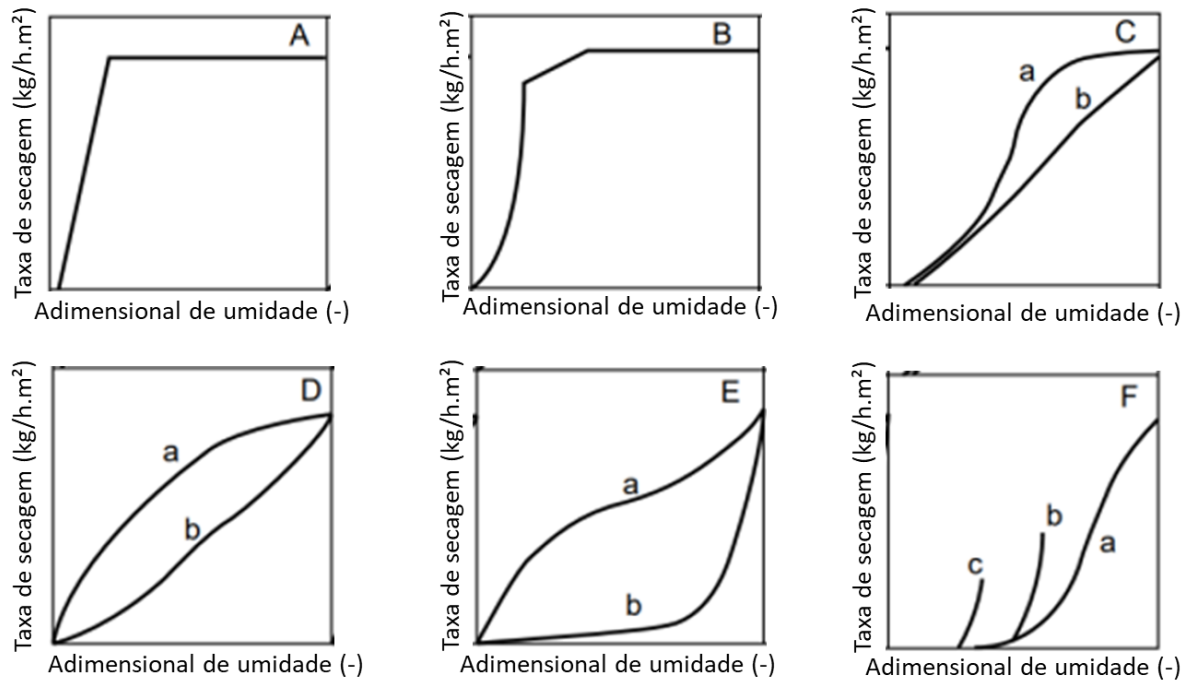 A
Taxa de secagem (kg/h.m²)
Adimensional de umidade (-)
B
Taxa de secagem (kg/h.m²)
Adimensional de umidade (-)
C
a
b
Taxa de secagem (kg/h.m²)
Adimensional de umidade (-)
D
a
b
Taxa de secagem (kg/h.m²)
Adimensional de umidade (-)
E
a
b
Taxa de secagem (kg/h.m²)
Adimensional de umidade (-)
F
b
a
c
Taxa de secagem (kg/h.m²)
Adimensional de umidade (-)